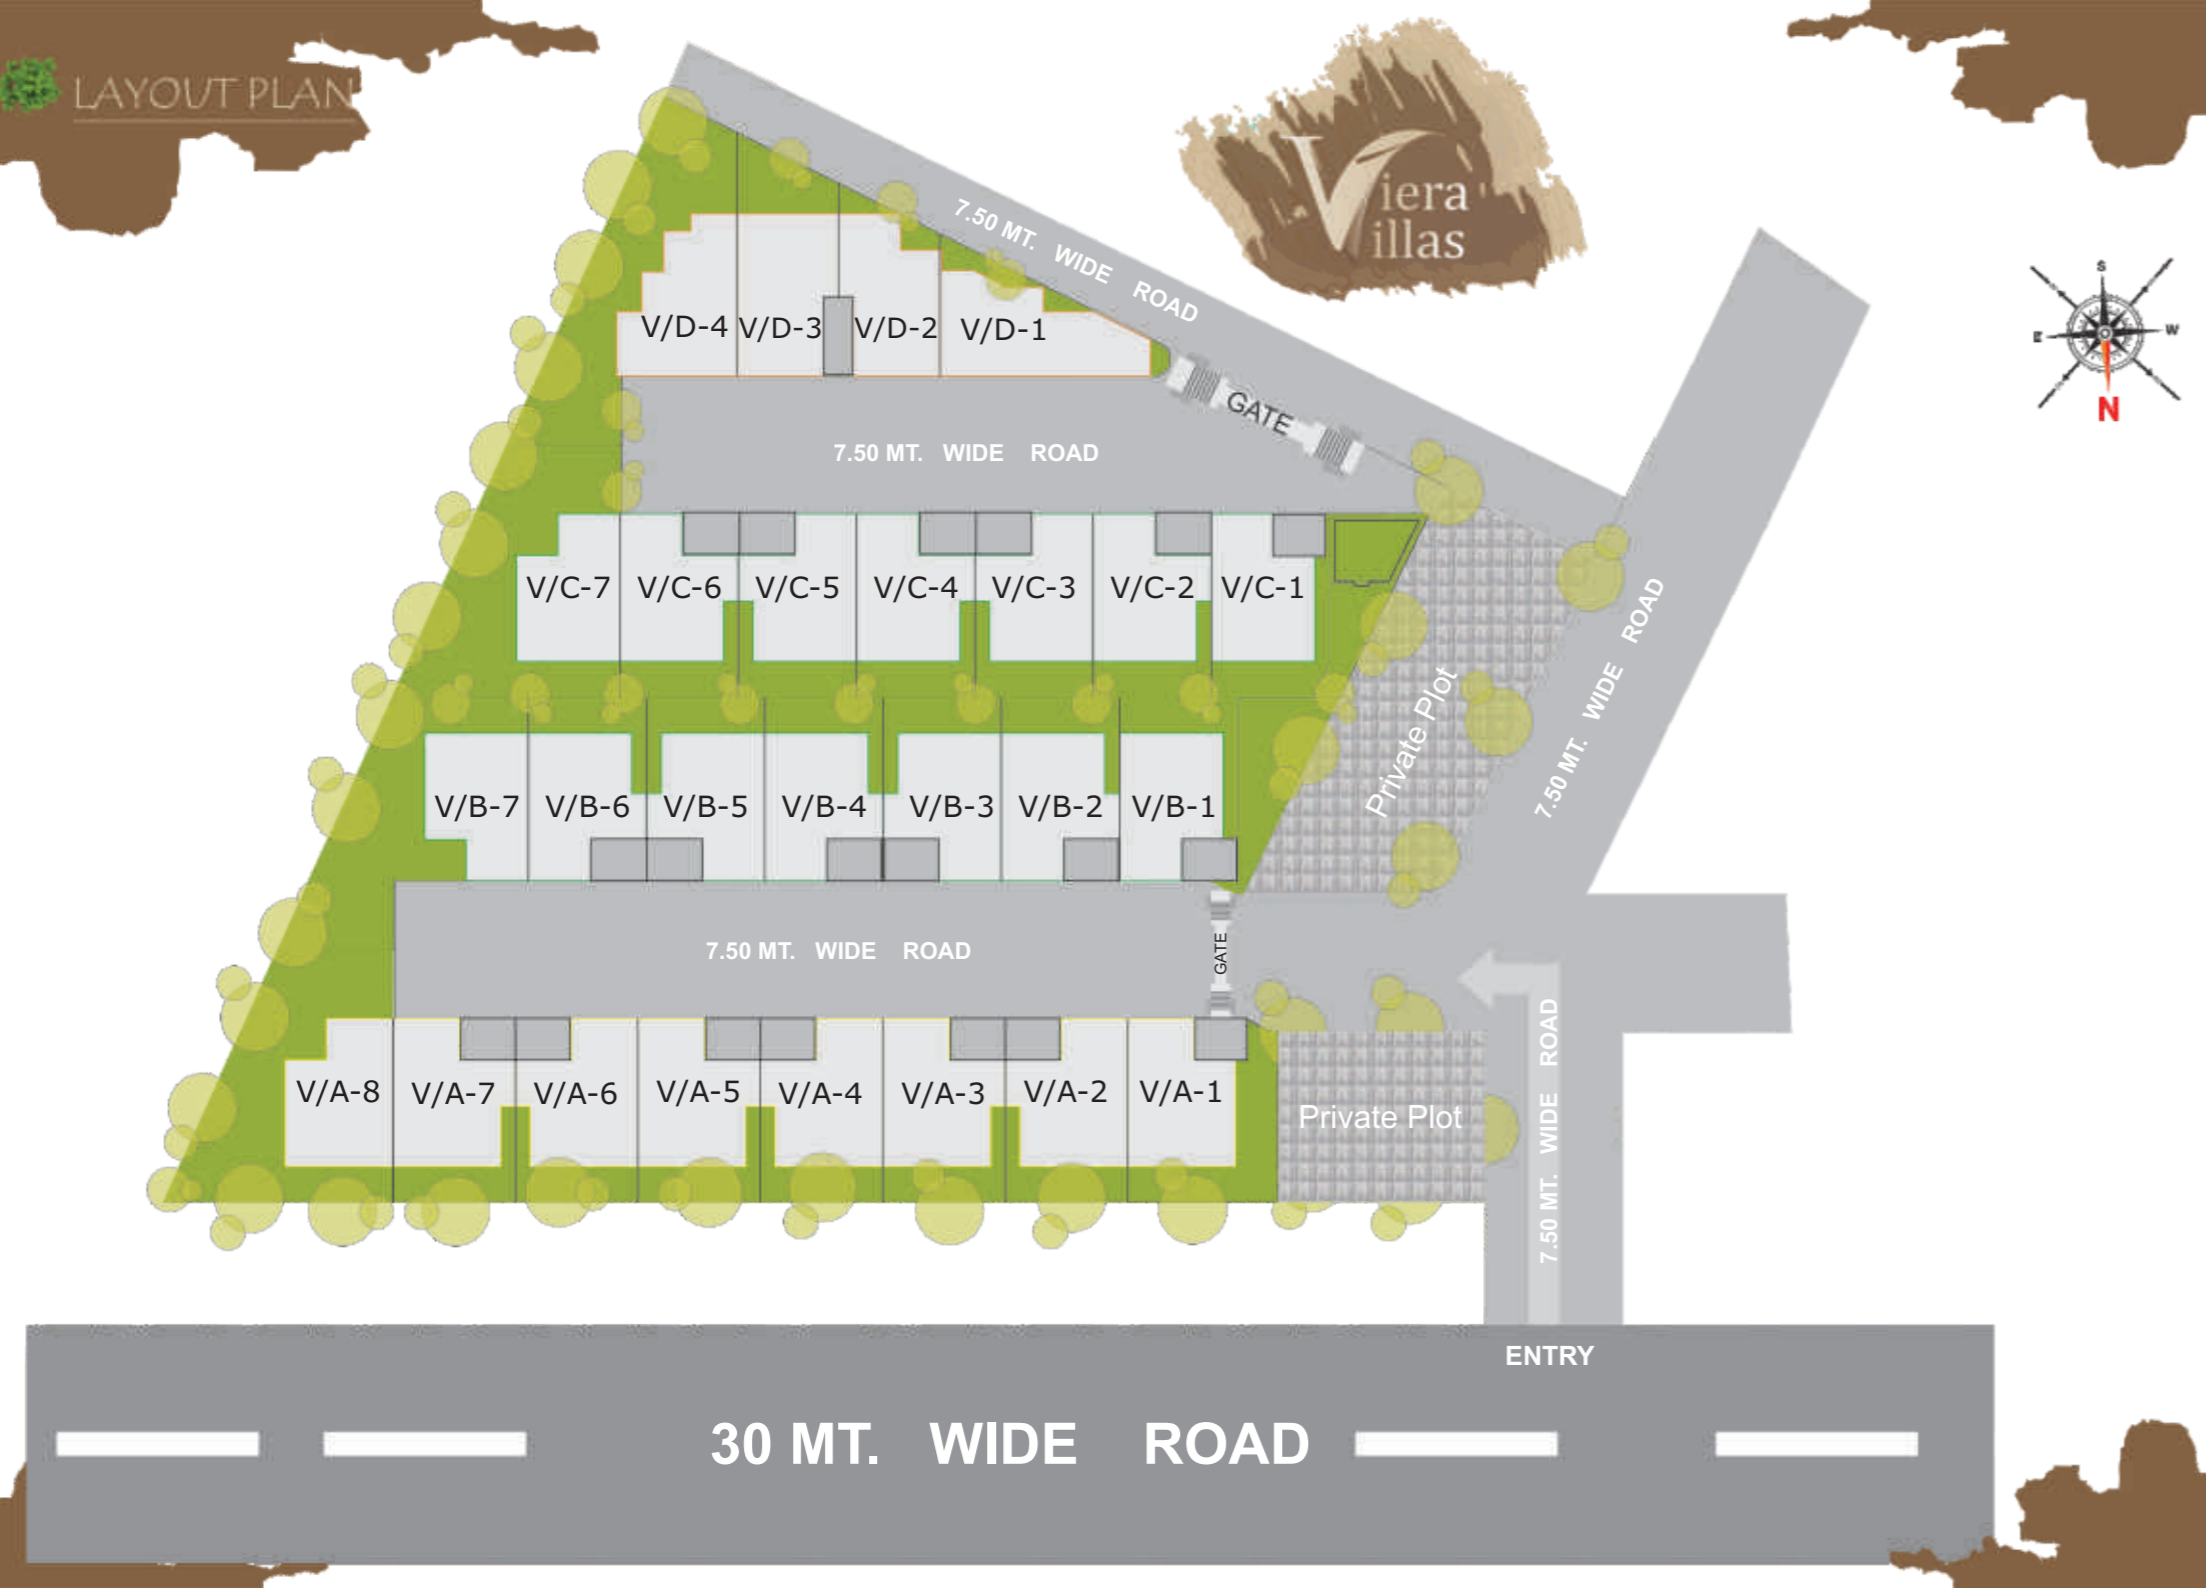 LAYOUT PLAN
Viera
Villas
7.50 MT. WIDE ROAD
S
E
W
N
V/D-4 V/D-3 V/D-2 V/D-1
GATE
7.50 MT. WIDE ROAD
V/C-7 V/C-6 V/C-5 V/C-4 V/C-3 V/C-2 V/C-1
7.50 MT. WIDE ROAD
Private Plot
V/B-7 V/B-6 V/B-5 V/B-4 V/B-3 V/B-2 V/B-1
7.50 MT. WIDE ROAD
GATE
V/A-8 V/A-7 V/A-6 V/A-5 V/A-4 V/A-3 V/A-2 V/A-1
Private Plot
7.50 MT. WIDE ROAD
ENTRY
30 MT. WIDE ROAD